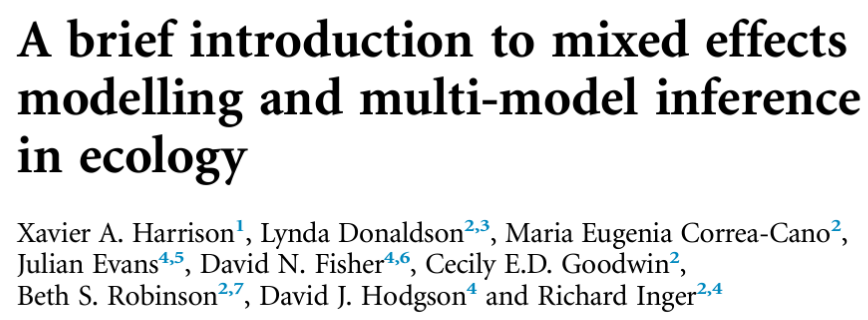 A brief introduction to mixed effects
modelling and multi-model inference
in ecology
Xavier A. Harrison1, Lynda Donaldson2,3, Maria Eugenia Correa-Cano2,
Julian Evans4,5, David N. Fisher4,6, Cecily E.D. Goodwin2,
Beth S. Robinson2,7, David J. Hodgson4 and Richard Inger2,4